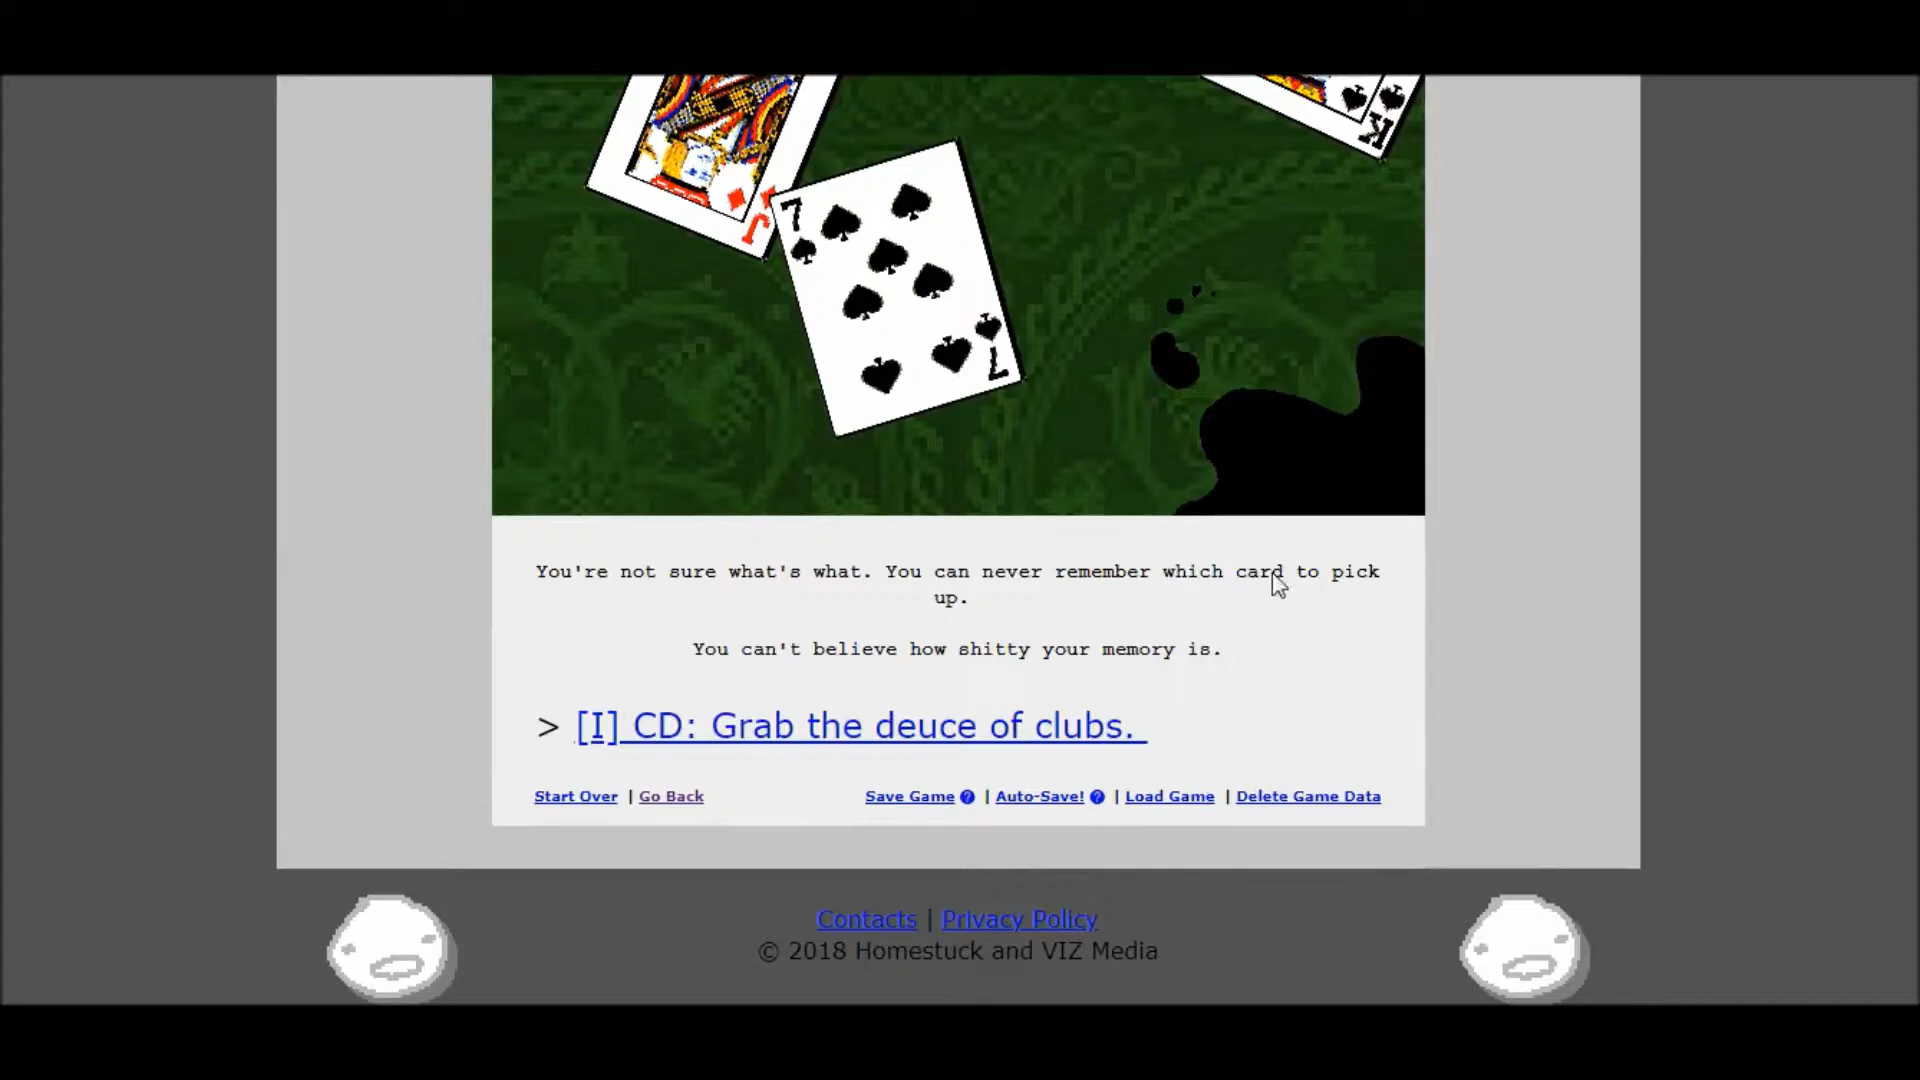 J
K
7
7
You're not sure what's what. You can never remember which card to pick
up.
You can't believe how shitty your memory is.
> [I] CD: Grab the deuce of clubs.
Start Over | Go Back Save Game ? | Auto-Save! ? | Load Game | Delete Game Data
Contacts | Privacy Policy
© 2018 Homestuck and VIZ Media